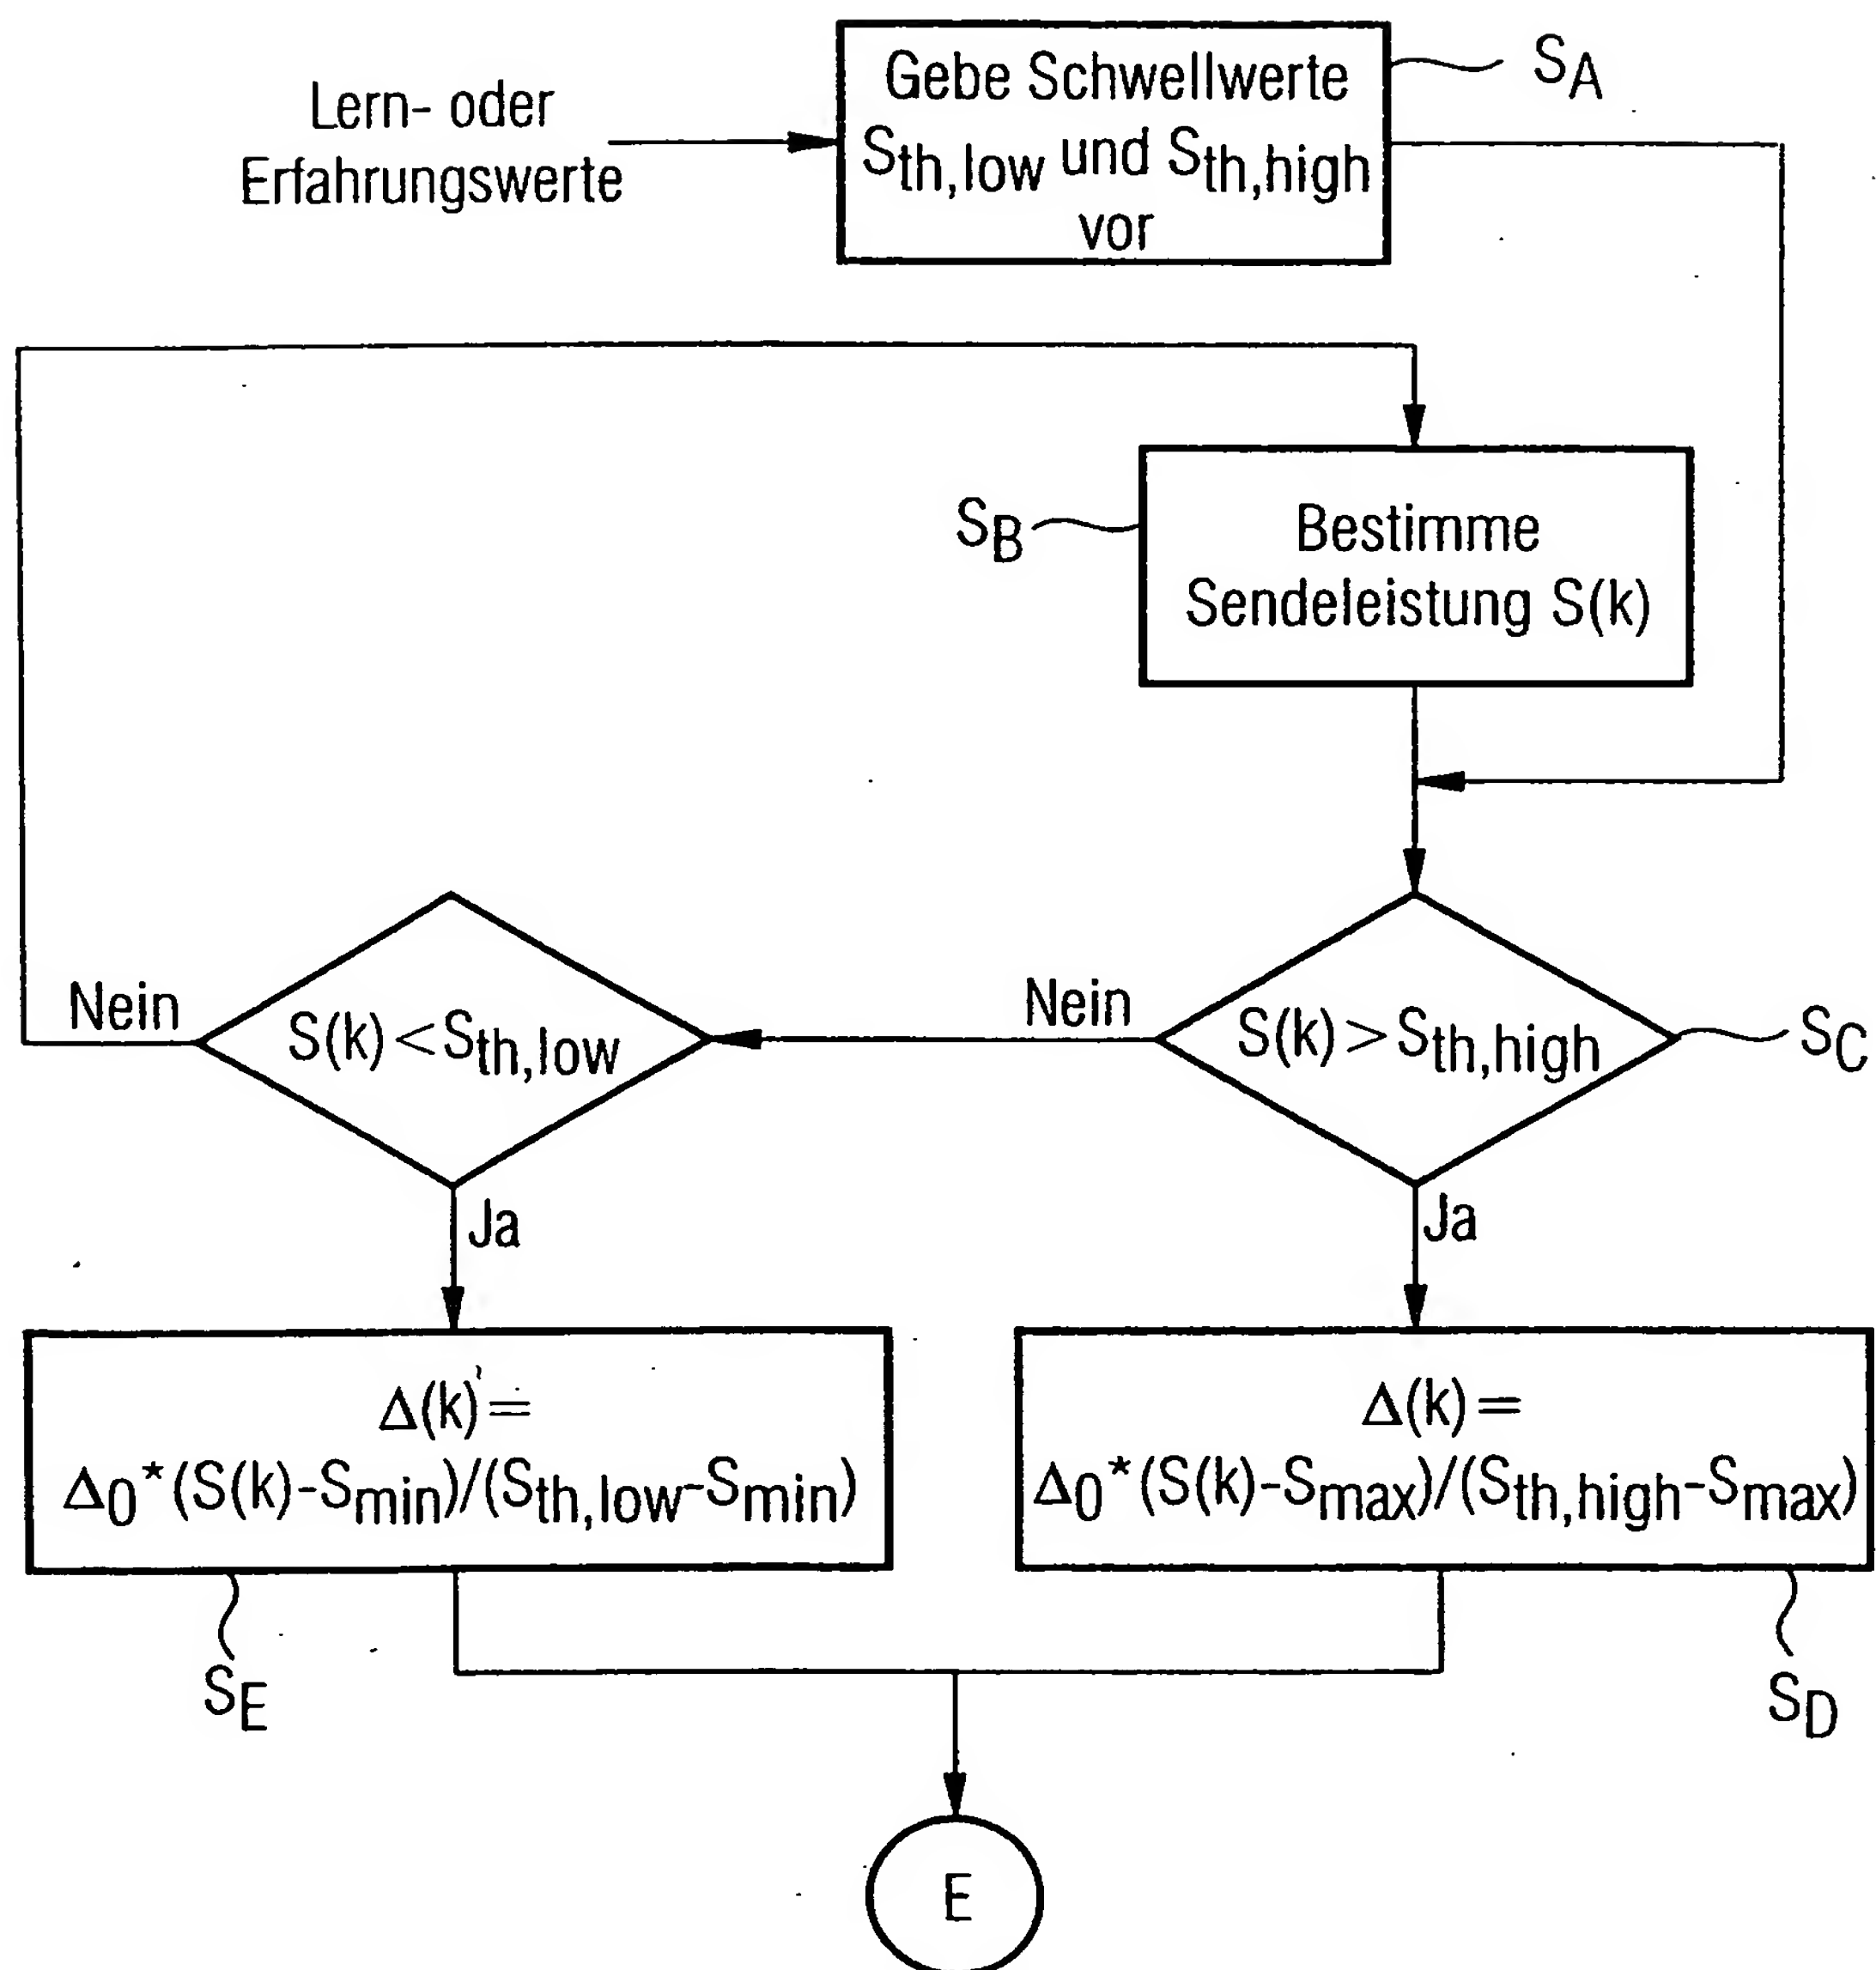 Lern- oder
Erfahrungswerte
Gebe Schwellwerte
Sth,low und Sth,high
vor
SA
SB
Bestimme
Sendeleistung S(k)
Nein
S(k)<Sth,low
Nein
S(k)>Sth,high
SC
Ja
Ja
Δ(k)=
Δ0*(S(k)-Smin)/(Sth,low-Smin)
Δ(k)=
Δ0*(S(k)-Smax)/(Sth,high-Smax)
SE
SD
E